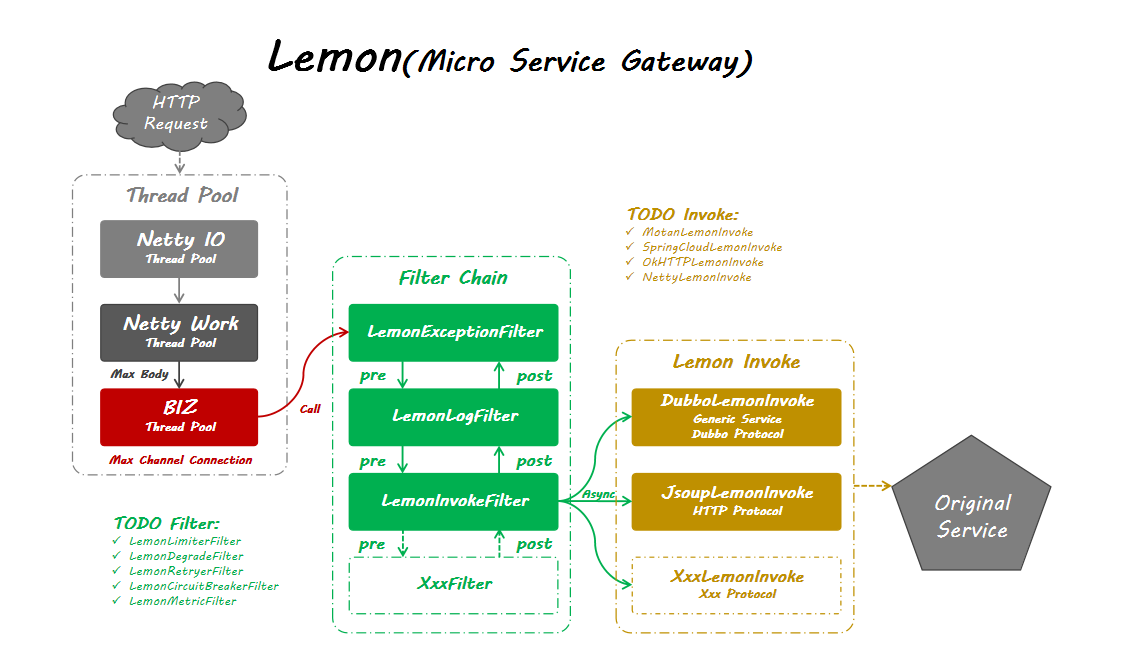 Lemon(Micro Service Gateway)
HTTP
Request
Thread Pool
Netty IO
Thread Pool
Netty Work
Thread Pool
Max Body
BIZ
Thread Pool
Max Channel Connection
Call
TODO Filter:
✓ LemonLimiterFilter
✓ LemonDegradeFilter
✓ LemonRetryerFilter
✓ LemonCircuitBreakerFilter
✓ LemonMetricFilter
Filter Chain
LemonExceptionFilter
pre post
LemonLogFilter
pre post
LemonInvokeFilter
pre post
XxxFilter
Async
TODO Invoke:
✓ MotanLemonInvoke
✓ SpringCloudLemonInvoke
✓ OkHTTPLemonInvoke
✓ NettyLemonInvoke
Lemon Invoke
DubboLemonInvoke
Generic Service
Dubbo Protocol
JsoupLemonInvoke
HTTP Protocol
XxxLemonInvoke
Xxx Protocol
Original
Service